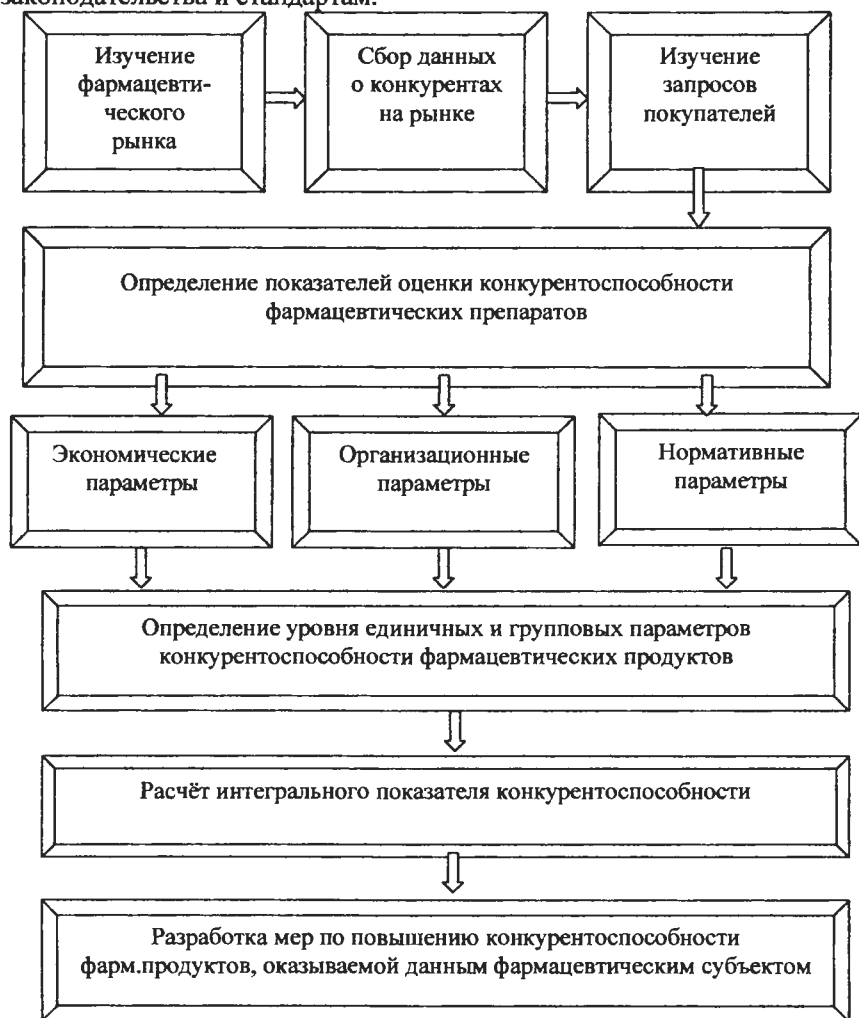 законодательства и стандартам.
Изучение
фармацевти-
ческого
рынка
Сбор данных
о конкурентах
на рынке
Изучение
запросов
покупателей
Определение показателей оценки конкурентоспособности
фармацевтических препаратов
Экономические
параметры
Организационные
параметры
Нормативные
параметры
Определение уровня единичных и групповых параметров
конкурентоспособности фармацевтических продуктов
Расчёт интегрального показателя конкурентоспособности
Разработка мер по повышению конкурентоспособности
фарм.продуктов, оказываемой данным фармацевтическим субъектом